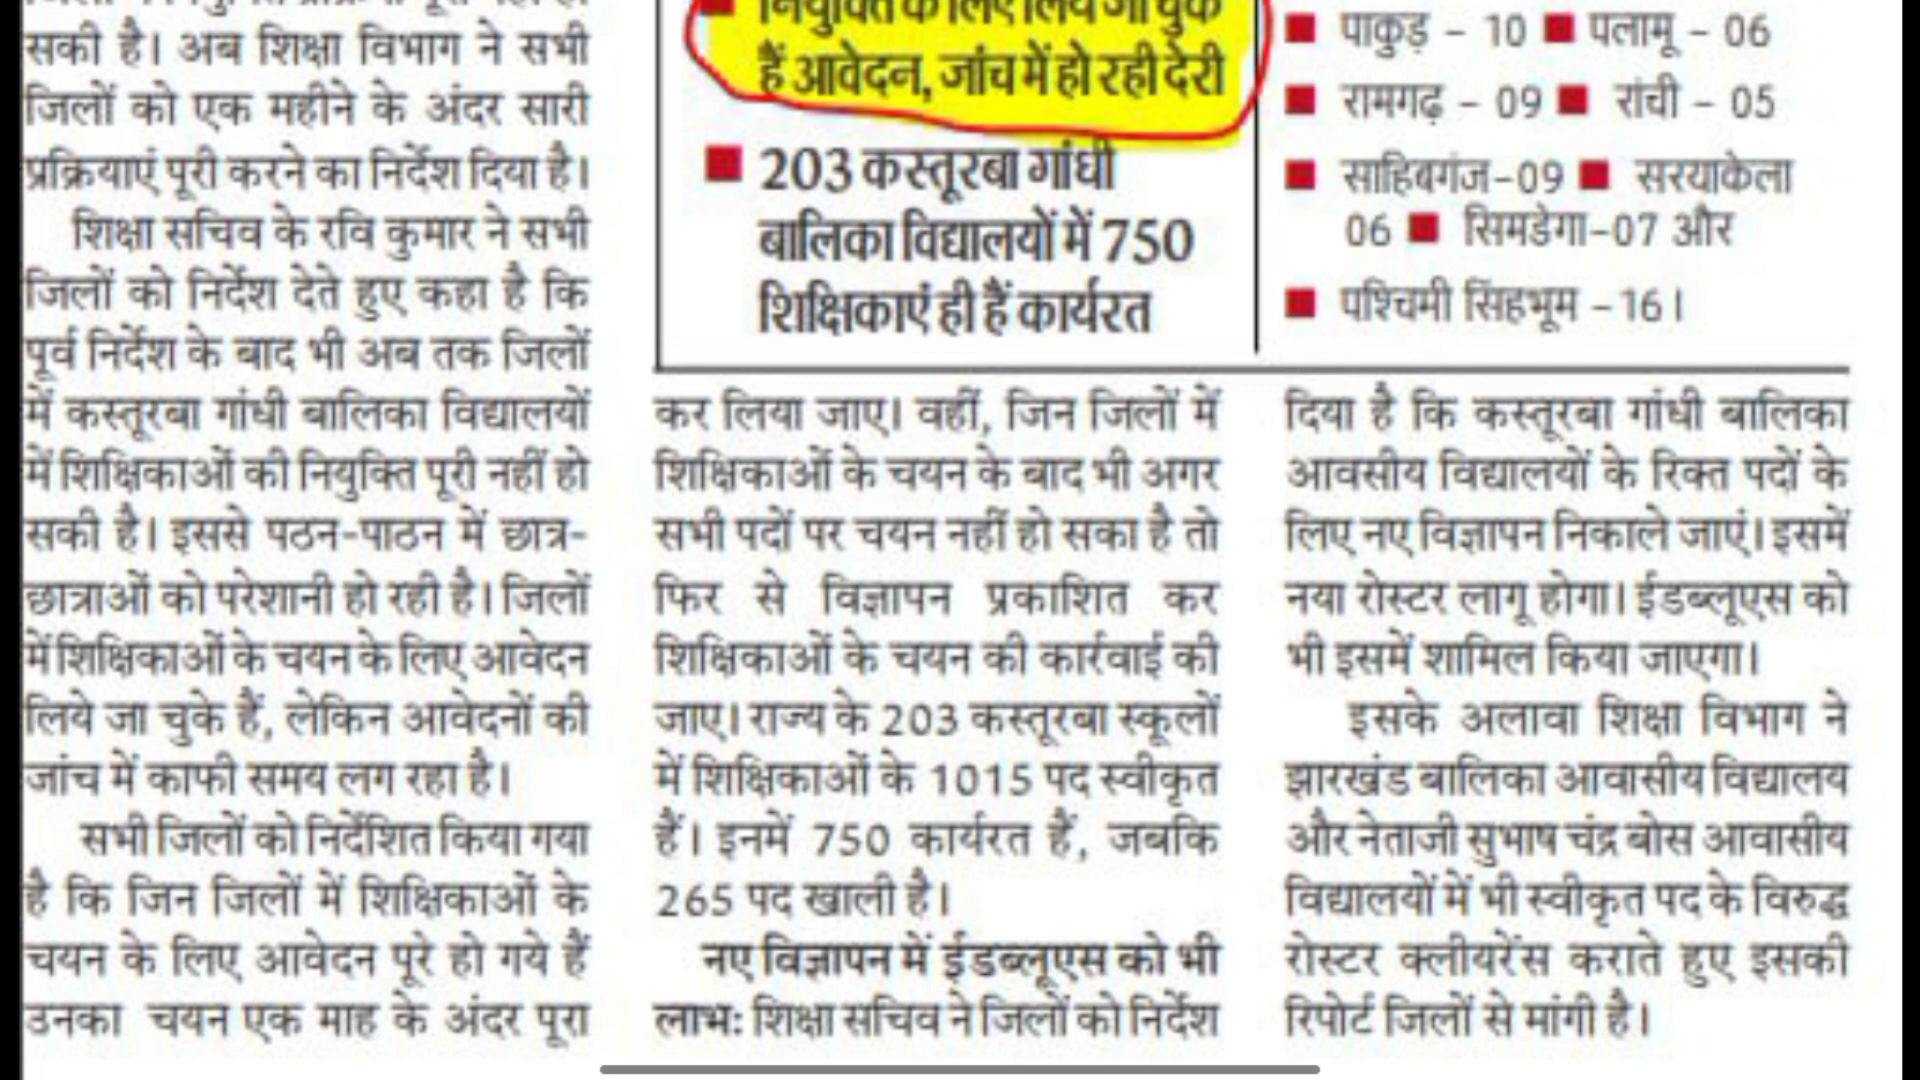 सकी है। अब शिक्षा विभाग ने सभी
जिलों को एक महीने के अंदर सारी
प्रक्रियाएं पूरी करने का निर्देश दिया है।
शिक्षा सचिव के रवि कुमार ने सभी
जिलों को निर्देश देते हुए कहा है कि
पूर्व निर्देश के बाद भी अब तक जिलों
में कस्तूरबा गांधी बालिका विद्यालयों
में शिक्षिकाओं की नियुक्ति पूरी नहीं हो
सकी है। इससे पठन-पाठन में छात्र-
छात्राओं को परेशानी हो रही है। जिलों
में शिक्षिकाओं के चयन के लिए आवेदन
लिये जा चुके हैं, लेकिन आवेदनों की
जांच में काफी समय लग रहा है।
सभी जिलों को निर्देशित किया गया
है कि जिन जिलों में शिक्षिकाओं के
चयन के लिए आवेदन पूरे हो गये हैं
उनका चयन एक माह के अंदर पूरा
नियुक्ति के लिए लिये जा चुके
हैं आवेदन, जांच में हो रही देरी
203 कस्तूरबा गांधी
बालिका विद्यालयों में 750
शिक्षिकाएं ही हैं कार्यरत
पाकुड़ - 10 पलामू - 06
रामगढ़ - 09 रांची - 05
साहिबगंज-09 सरयाकेला
06 सिमडेगा-07 और
पश्चिमी सिंहभूम -16।
कर लिया जाए। वहीं, जिन जिलों में
शिक्षिकाओं के चयन के बाद भी अगर
सभी पदों पर चयन नहीं हो सका है तो
फिर से विज्ञापन प्रकाशित कर
शिक्षिकाओं के चयन की कार्रवाई की
जाए। राज्य के 203 कस्तूरबा स्कूलों
में शिक्षिकाओं के 1015 पद स्वीकृत
हैं। इनमें 750 कार्यरत हैं, जबकि
265 पद खाली है।
नए विज्ञापन में ईडब्लूएस को भी
लाभ: शिक्षा सचिव ने जिलों को निर्देश
दिया है कि कस्तूरबा गांधी बालिका
आवसीय विद्यालयों के रिक्त पदों के
लिए नए विज्ञापन निकाले जाएं। इसमें
नया रोस्टर लागू होगा। ईडब्लूएस को
भी इसमें शामिल किया जाएगा।
इसके अलावा शिक्षा विभाग ने
झारखंड बालिका आवासीय विद्यालय
और नेताजी सुभाष चंद्र बोस आवासीय
विद्यालयों में भी स्वीकृत पद के विरुद्ध
रोस्टर क्लीयरेंस कराते हुए इसकी
रिपोर्ट जिलों से मांगी है।